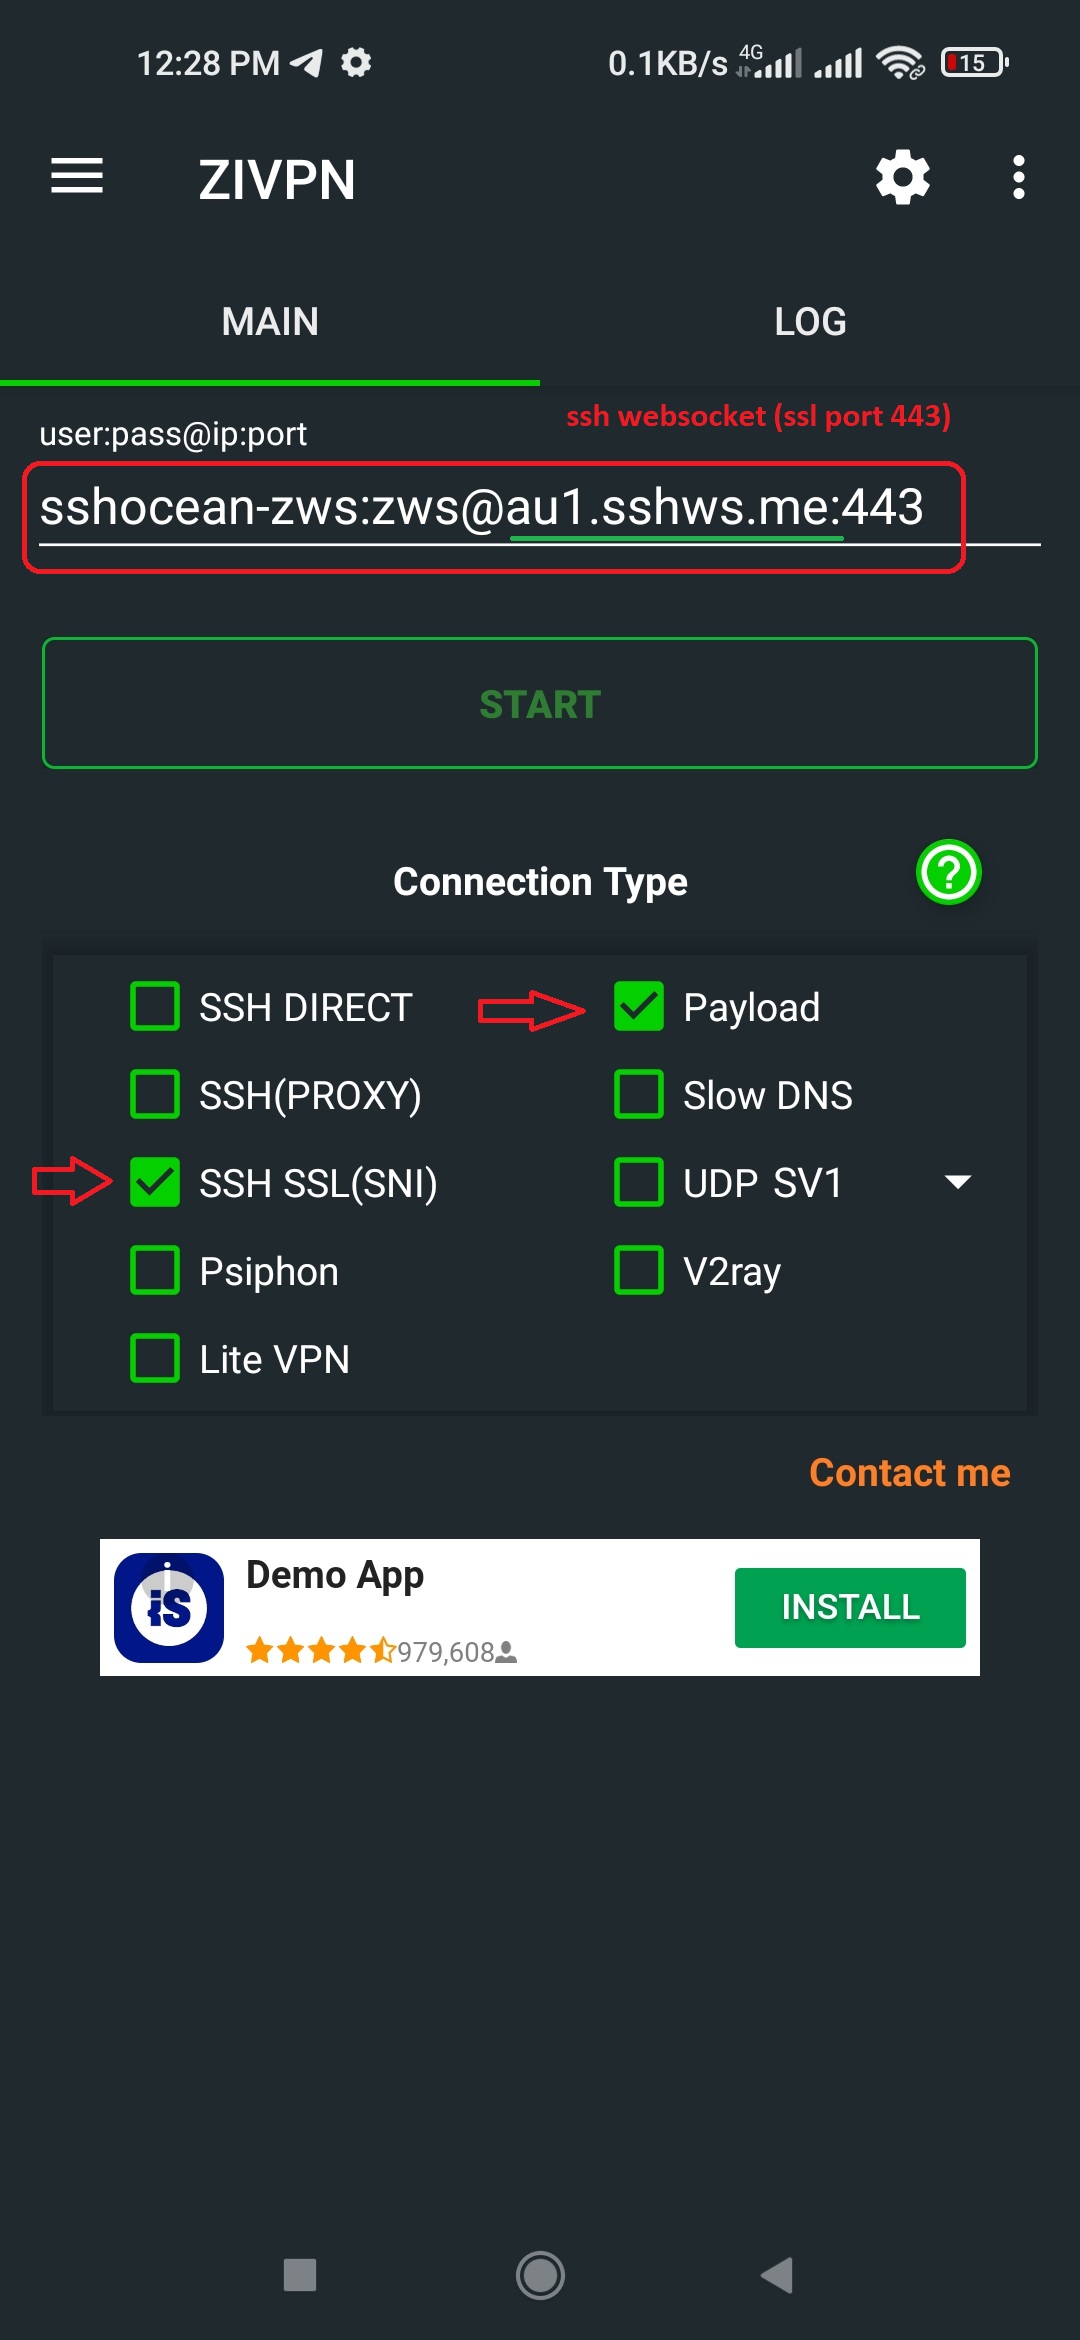 12:28 PM 0.1KB/s 4G 15
ZIVPN
MAIN LOG
ssh websocket (ssl port 443)
user:pass@ip:port
sshocean-zws:zws@au1.sshws.me:443
START
Connection Type ?
SSH DIRECT Payload
SSH(PROXY) Slow DNS
SSH SSL(SNI) UDP SV1
Psiphon V2ray
Lite VPN
Contact me
Demo App
iS
INSTALL
979,608